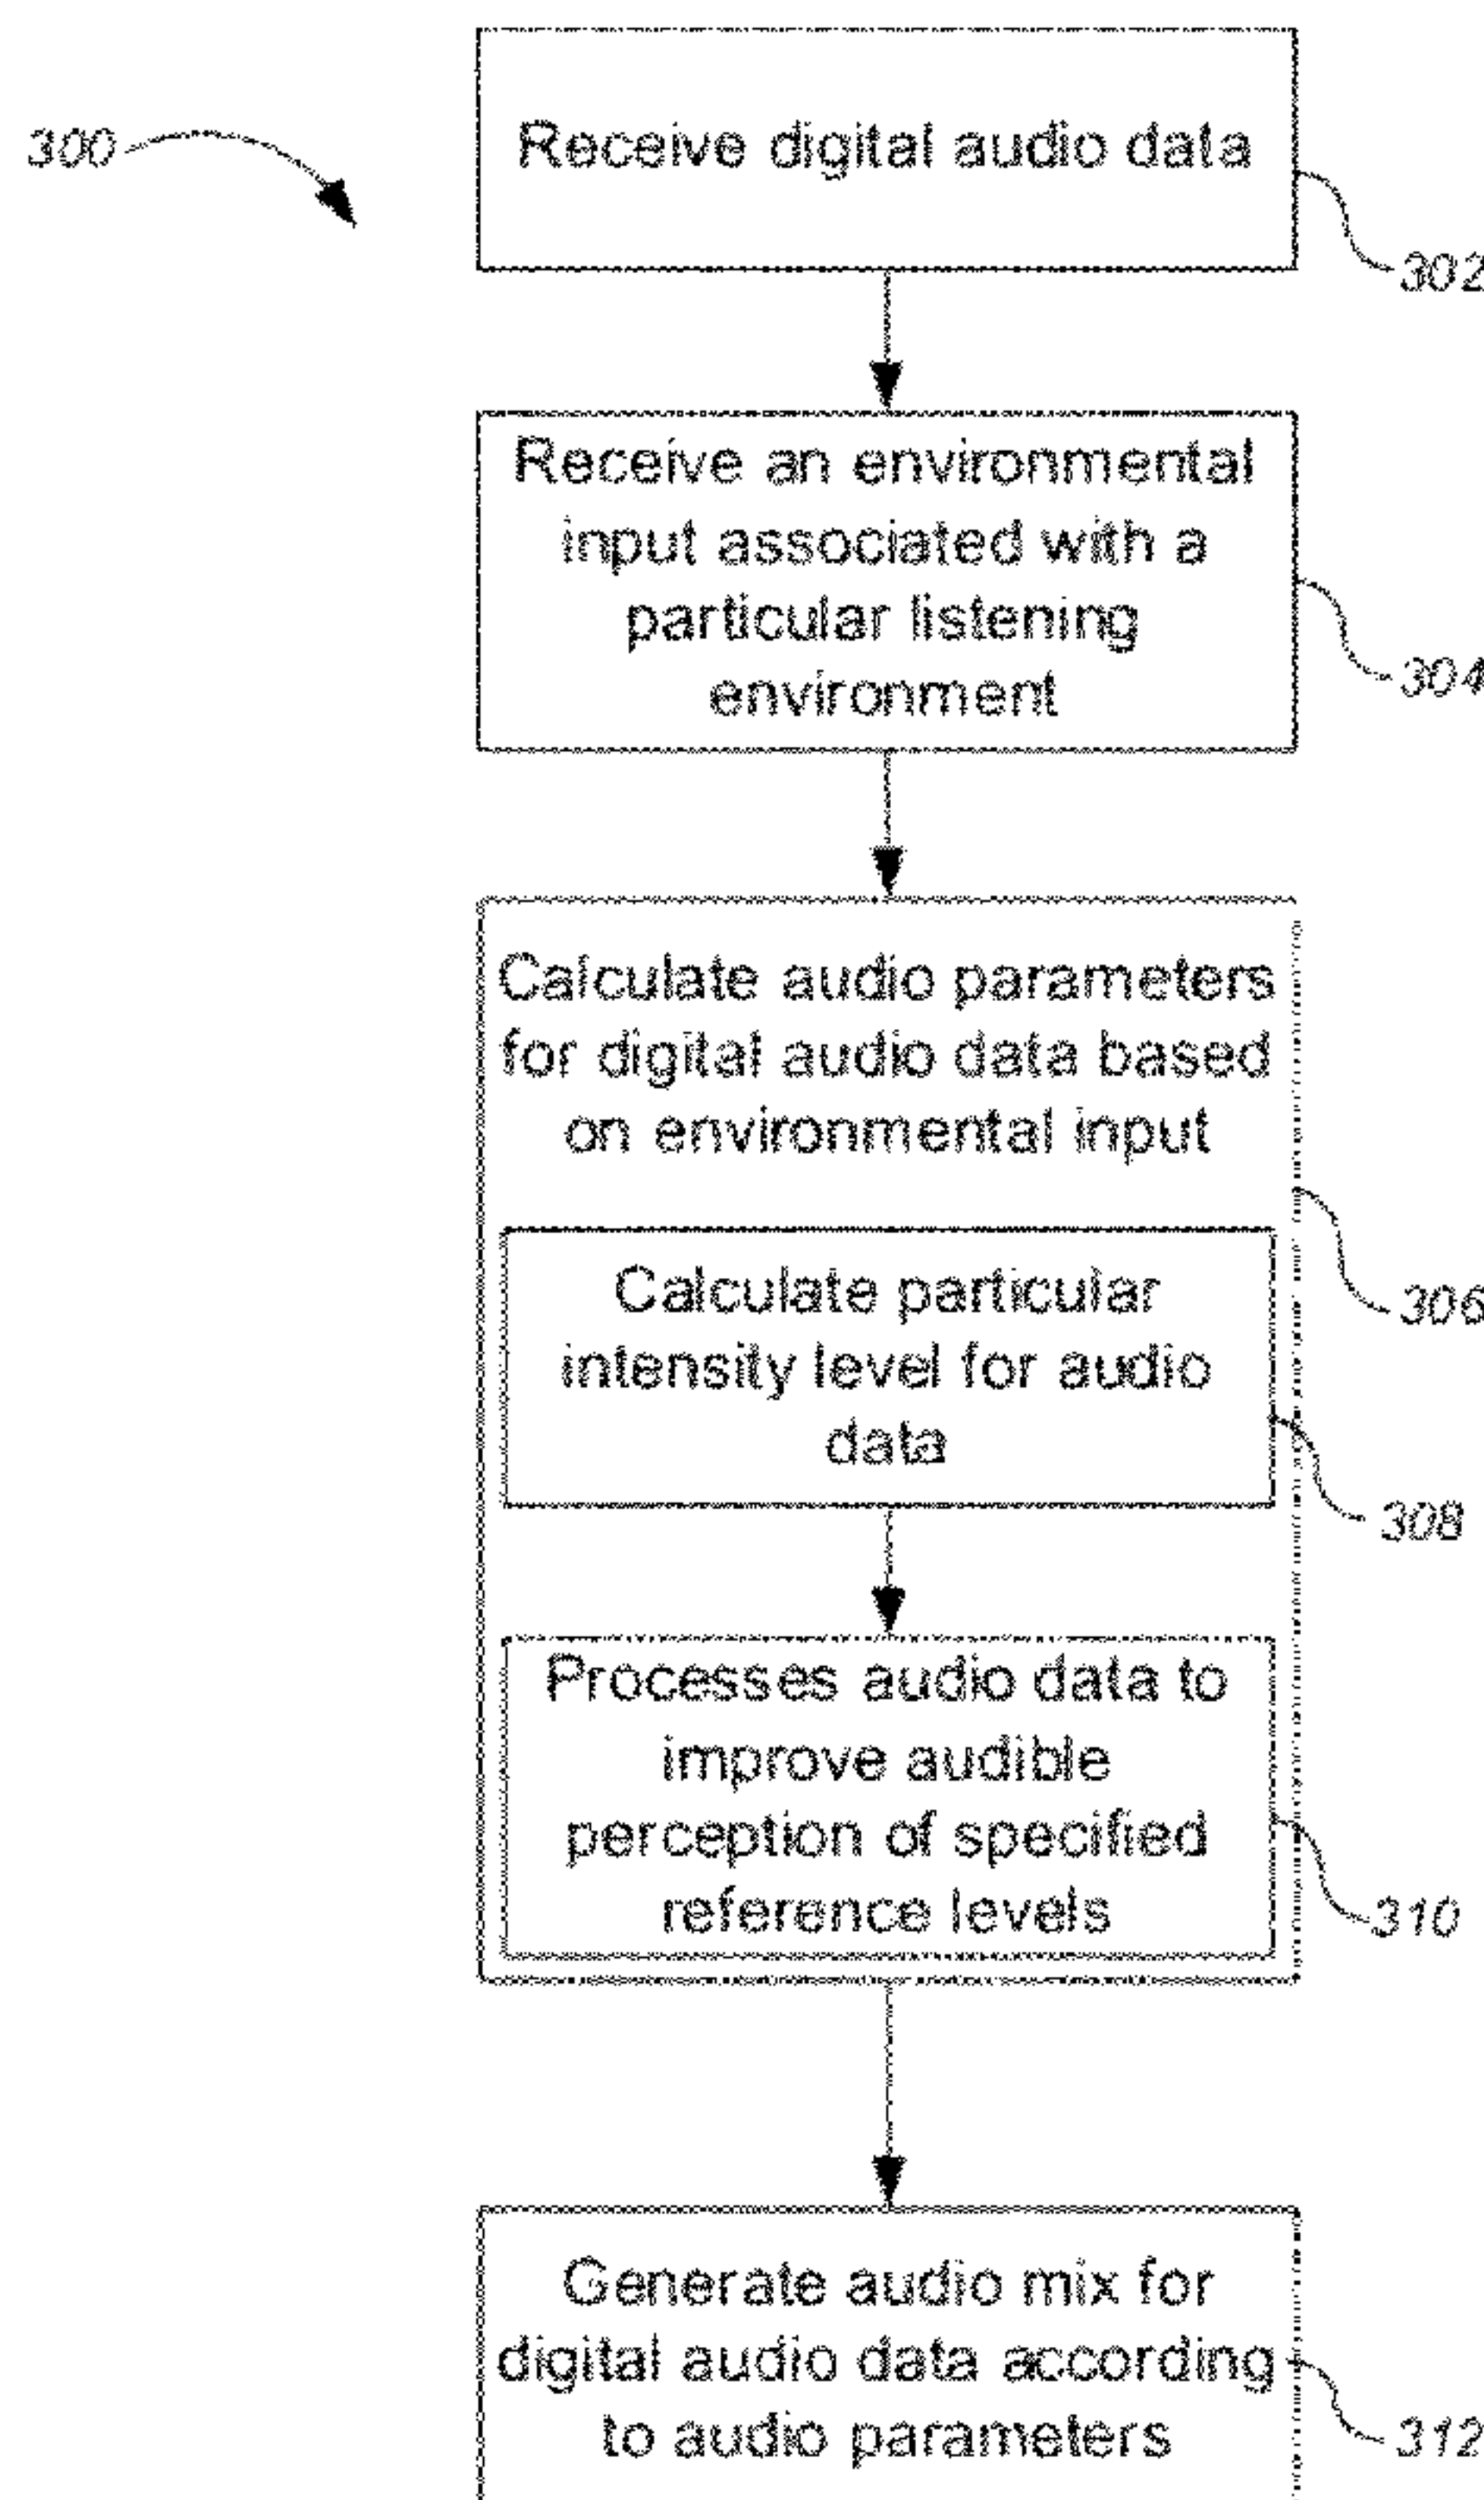 300
Receive digital audio data
302
Receive an environmental
input associated with a
particular listening
environment
304
Calculate audio parameters
for digital audio data based
on environmental input
306
Calculate particular
intensity level for audio
data
308
Processes audio data to
improve audible
perception of specified
reference levels
310
Generate audio mix for
digital audio data according
to audio parameters
312